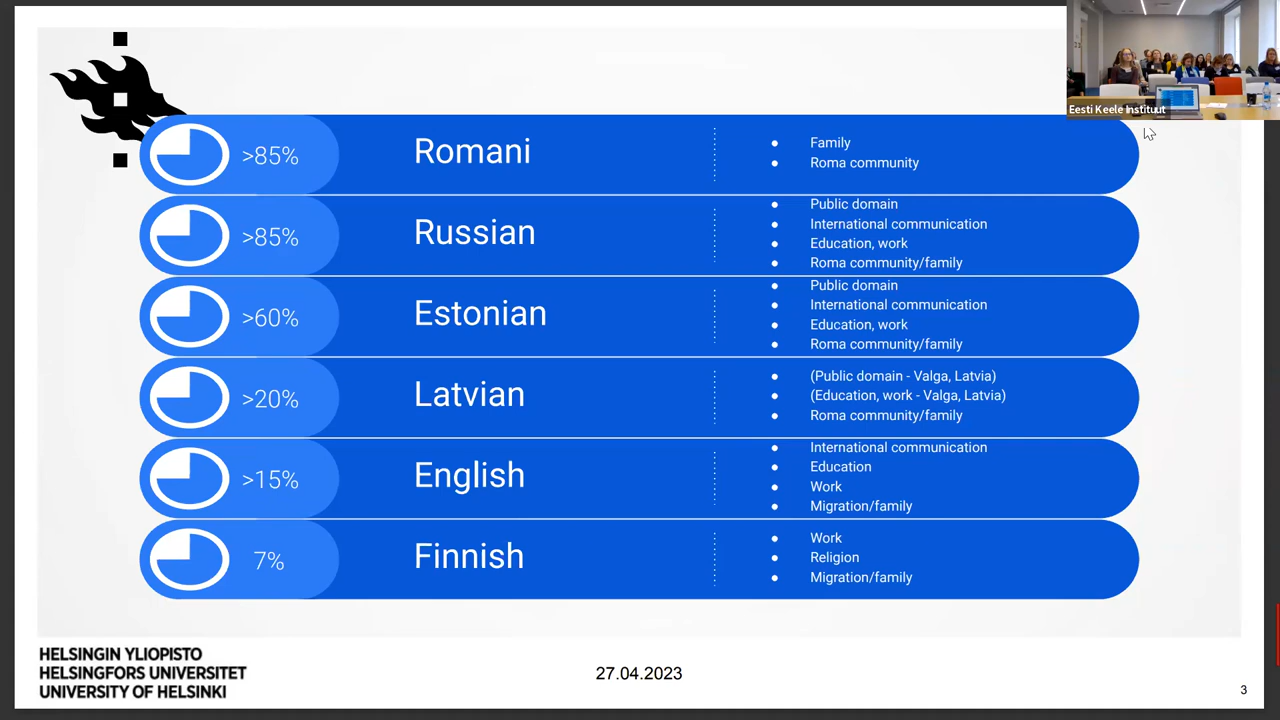 Eesti Keele Instituut
>85%
Romani
Family
Roma community
>85%
Russian
Public domain
International communication
Education, work
Roma community/family
>60%
Estonian
Public domain
International communication
Education, work
Roma community/family
>20%
Latvian
(Public domain - Valga, Latvia)
(Education, work - Valga, Latvia)
Roma community/family
>15%
English
International communication
Education
Work
Migration/family
7%
Finnish
Work
Religion
Migration/family
HELSINGIN YLIOPISTO
HELSINGFORS UNIVERSITET
UNIVERSITY OF HELSINKI
27.04.2023
3